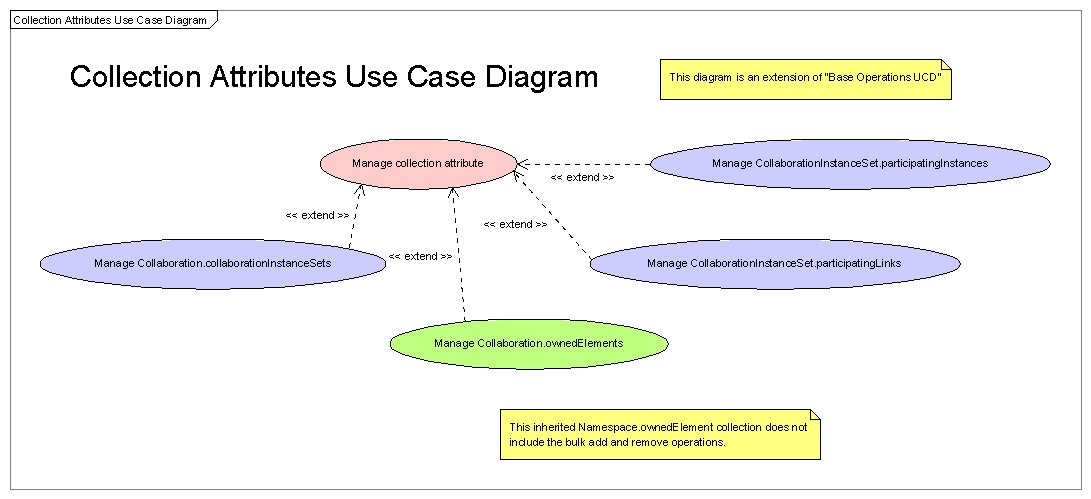 Collection Attributes Use Case Diagram
Collection Attributes Use Case Diagram
This diagram is an extension of "Base Operations UCD"
Manage collection attribute
Manage CollaborationInstanceSet.participatingInstances
<< extend >>
<< extend >>
<< extend >>
<< extend >>
Manage Collaboration.collaborationInstanceSets
Manage CollaborationInstanceSet.participatingLinks
Manage Collaboration.ownedElements
This inherited Namespace.ownedElement collection does not
include the bulk add and remove operations.